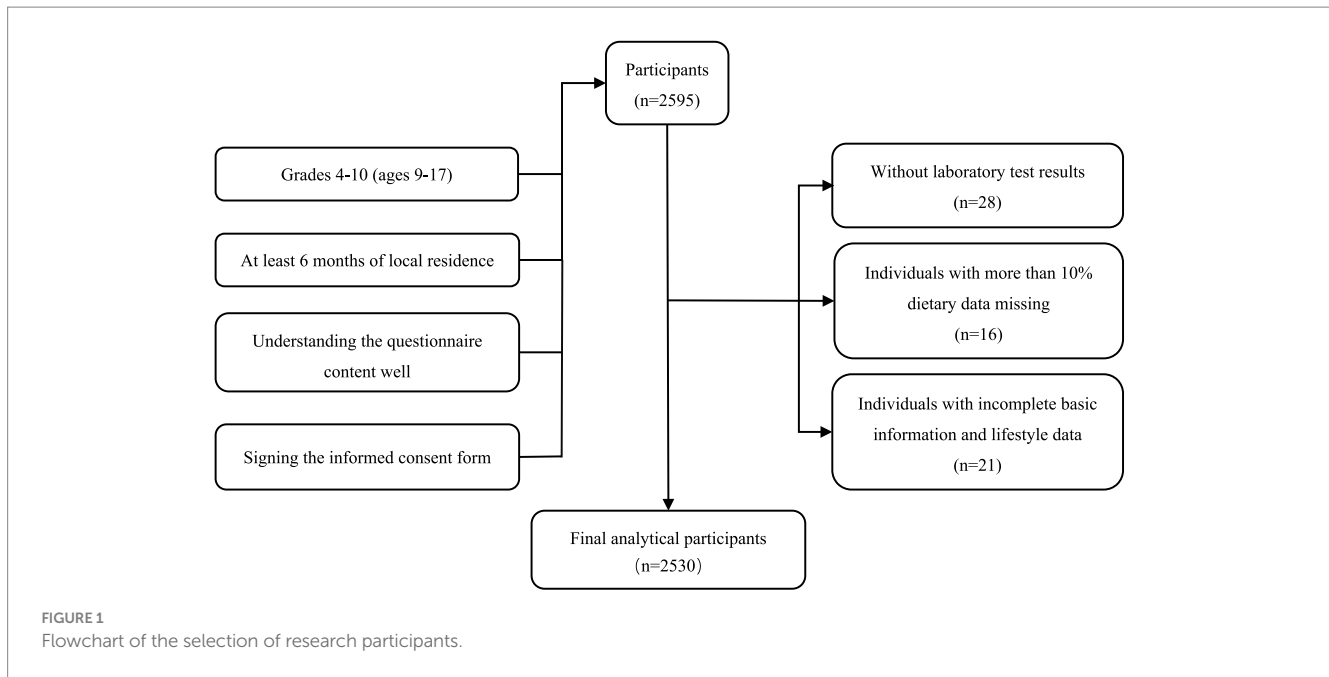 Participants
(n=2595)
Grades 4-10 (ages 9-17)
At least 6 months of local residence
Understanding the questionnaire
content well
Signing the informed consent form
Without laboratory test results
(n=28)
Individuals with more than 10%
dietary data missing
(n=16)
Individuals with incomplete basic
information and lifestyle data
(n=21)
Final analytical participants
（n=2530）
FIGURE 1
Flowchart of the selection of research participants.